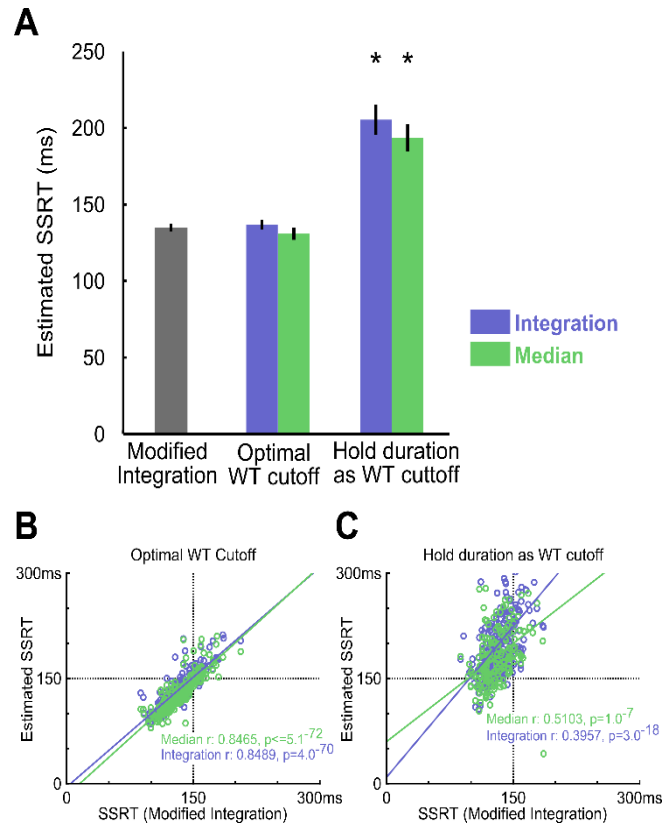 A
250
200
150
100
50
0
Estimated SSRT (ms)
* *
Integration
Median
Modified Integration
Optimal WT cutoff
Hold duration as WT cuttoff
B
Optimal WT Cutoff
300ms
150
0
Estimated SSRT
Median r: 0.8465, p<=5.1-72
Integration r: 0.8489, p=4.0-70
0 150 300ms
SSRT (Modified Integration)
C
Hold duration as WT cutoff
300ms
150
0
Estimated SSRT
Median r: 0.5103, p=1.0-7
Integration r: 0.3957, p=3.0-18
0 150 300ms
SSRT (Modified Integration)